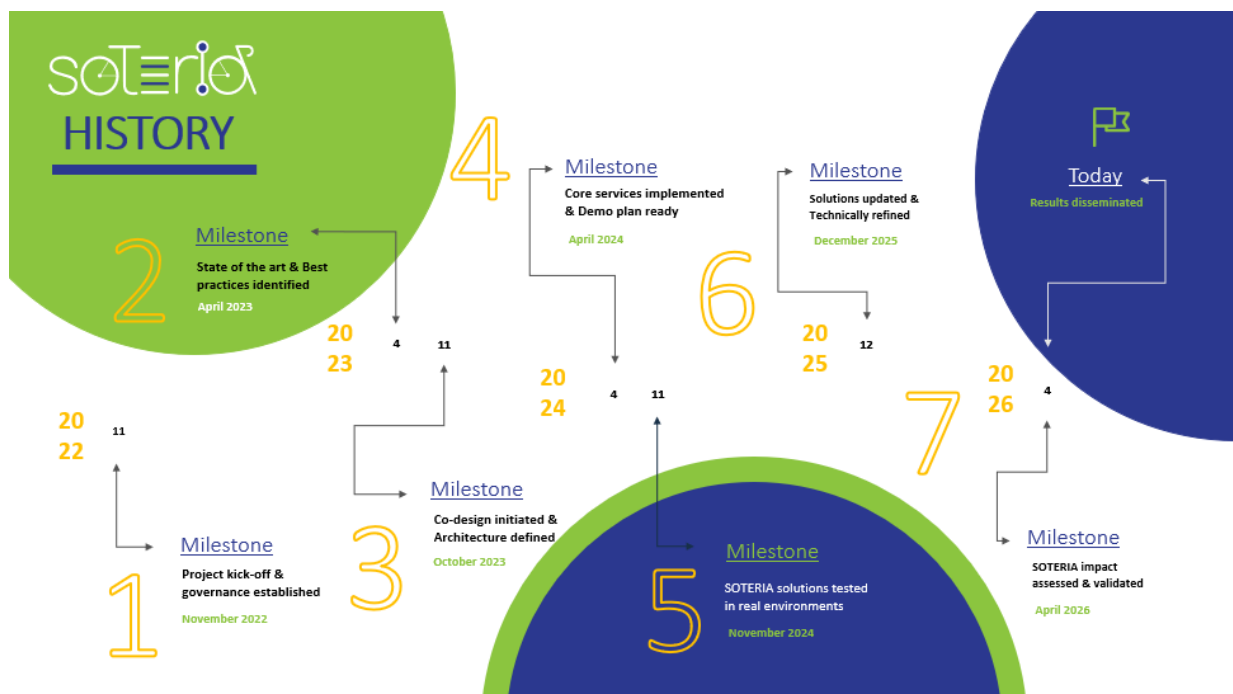 soteria
HISTORY
1
Milestone
Project kick-off &
governance established
November 2022
20
22
11
2
Milestone
State of the art & Best
practices identified
April 2023
20
23
4
11
3
Milestone
Co-design initiated &
Architecture defined
October 2023
4
Milestone
Core services implemented
& Demo plan ready
April 2024
20
24
4
11
5
Milestone
SOTERIA solutions tested
in real environments
November 2024
6
Milestone
Solutions updated &
Technically refined
December 2025
20
25
12
7
Milestone
SOTERIA impact
assessed & validated
April 2026
20
26
4
Today
Results disseminated